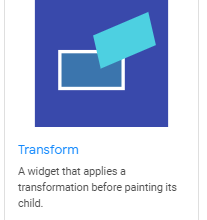 Transform
A widget that applies a
transformation before painting its
child.